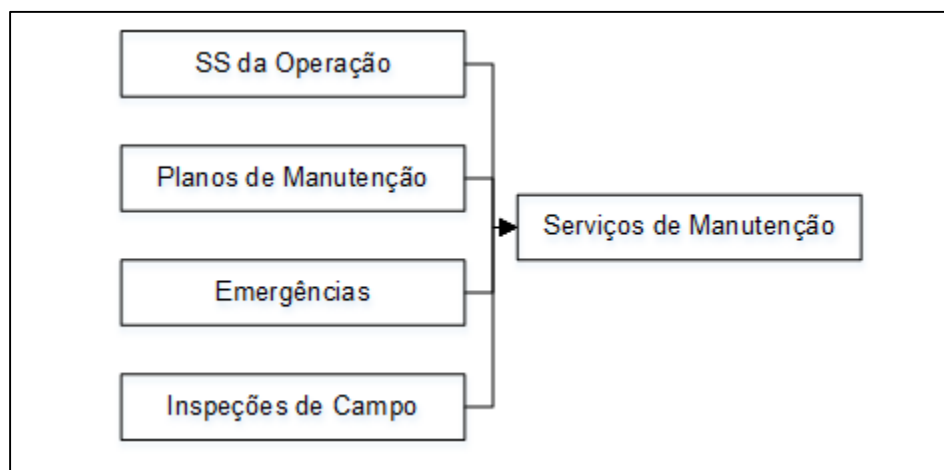 SS da Operação
Planos de Manutenção
Serviços de Manutenção
Emergências
Inspeções de Campo